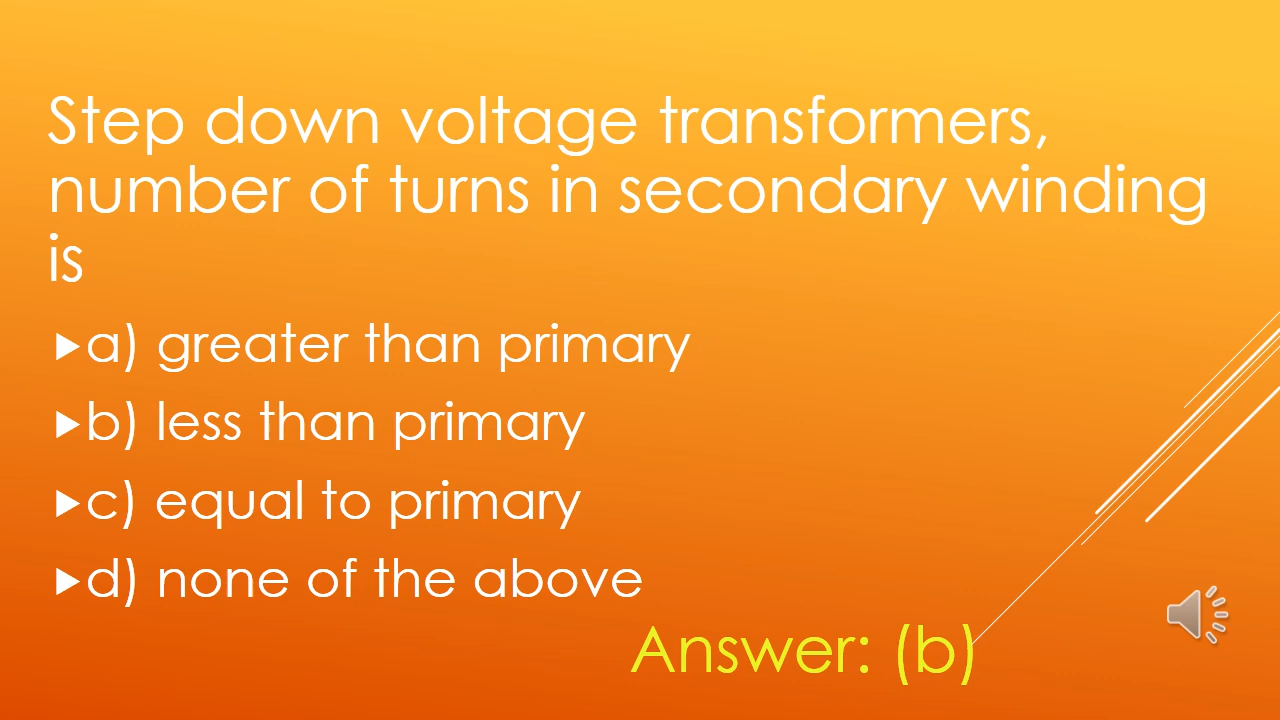 Step down voltage transformers,
number of turns in secondary winding
is
a) greater than primary
b) less than primary
c) equal to primary
d) none of the above
Answer: (b)